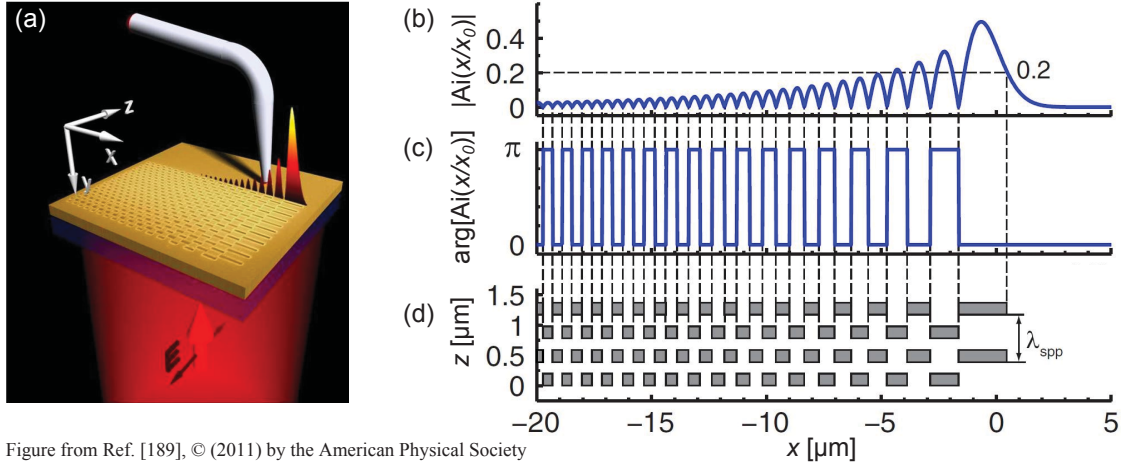 (a)
z
x
y
E
(b)
|Ai(x/x₀)|
0.4
0.2
0
0.2
(c)
arg[Ai(x/x₀)]
π
0
(d)
z [µm]
1.5
1
0.5
0
λspp
−20 −15 −10 −5 0 5
x [µm]
Figure from Ref. [189], © (2011) by the American Physical Society